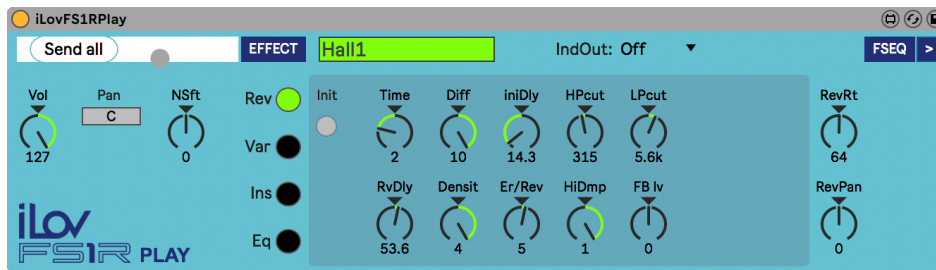 iLovFS1RPlay
Send all EFFECT Hall1 IndOut: Off FSEQ >
Vol Pan NSft Rev Init Time Diff iniDly HPcut LPcut RevRt
C
127 0 2 10 14.3 315 5.6k 64
Var
Ins RvDly Densit Er/Rev HiDmp FB lv RevPan
Eq 53.6 4 5 1 0 0
iLov
FS1R PLAY